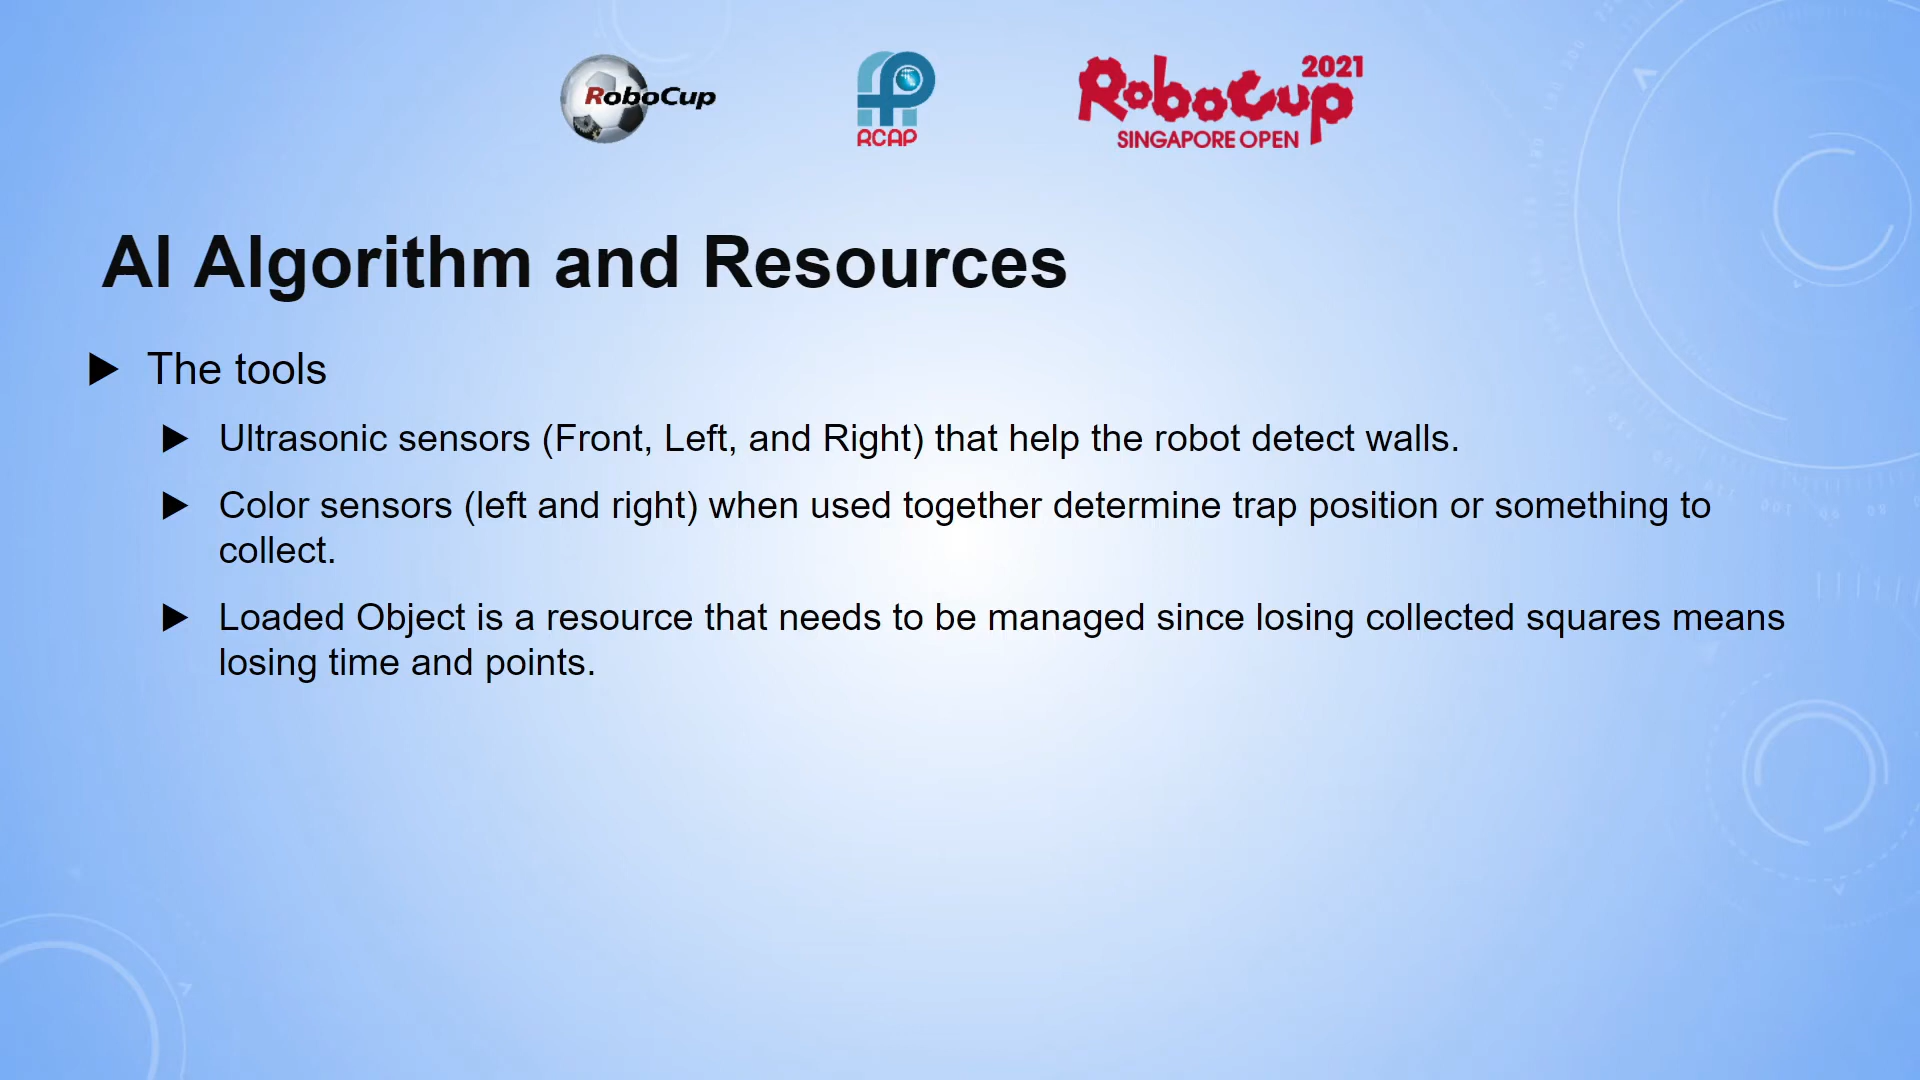 RoboCup
RCAP
RoboCup 2021
SINGAPORE OPEN
AI Algorithm and Resources
The tools
Ultrasonic sensors (Front, Left, and Right) that help the robot detect walls.
Color sensors (left and right) when used together determine trap position or something to
collect.
Loaded Object is a resource that needs to be managed since losing collected squares means
losing time and points.